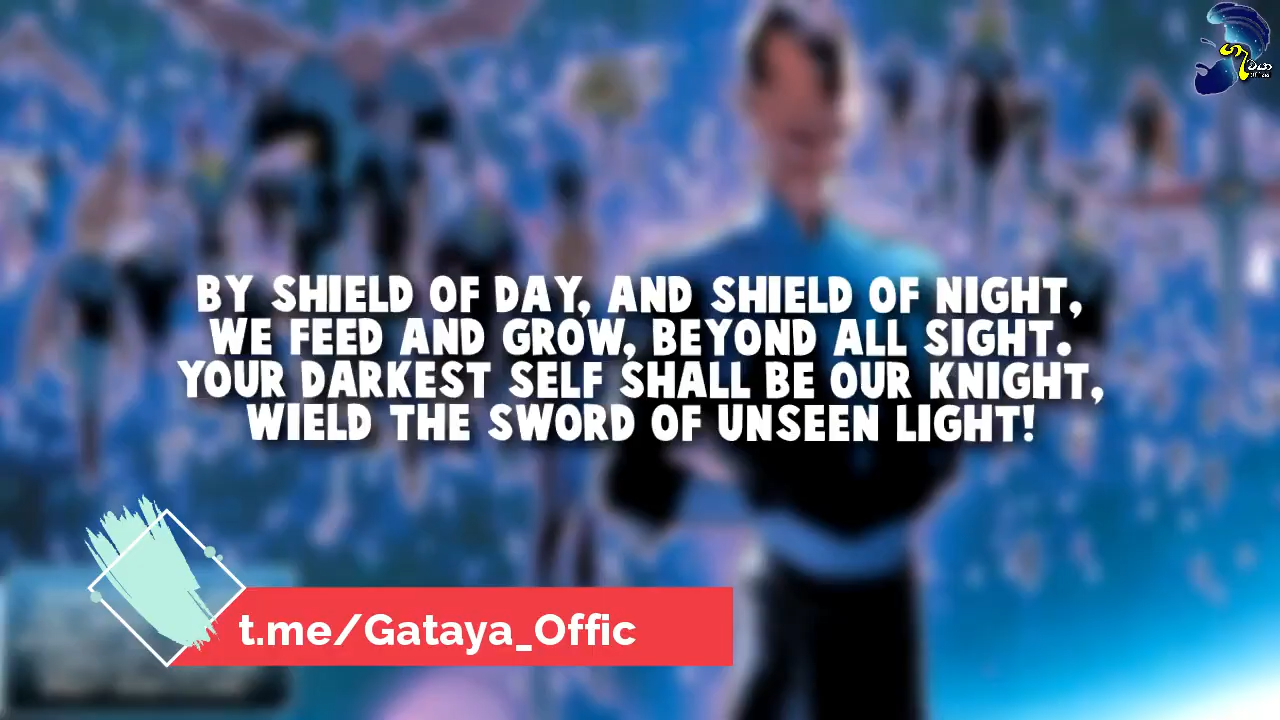 BY SHIELD OF DAY, AND SHIELD OF NIGHT,
WE FEED AND GROW, BEYOND ALL SIGHT.
YOUR DARKEST SELF SHALL BE OUR KNIGHT,
WIELD THE SWORD OF UNSEEN LIGHT!
t.me/Gataya_Offic